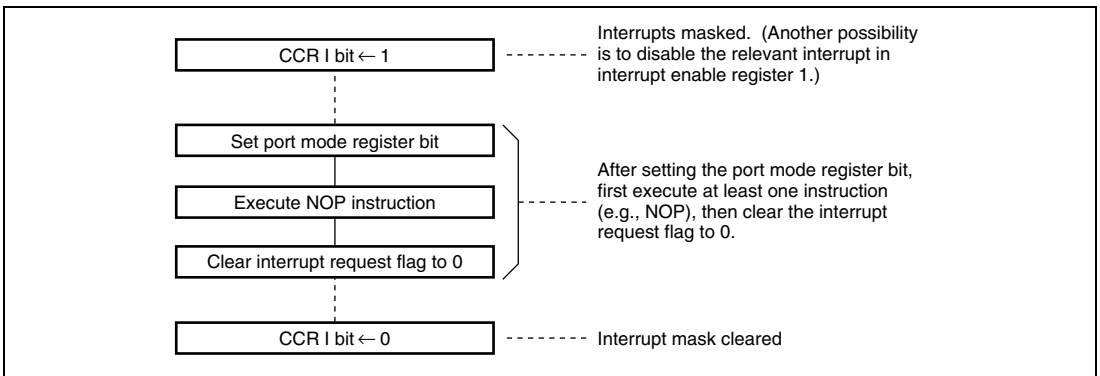 CCR I bit ← 1
Interrupts masked. (Another possibility
is to disable the relevant interrupt in
interrupt enable register 1.)
Set port mode register bit
Execute NOP instruction
Clear interrupt request flag to 0
After setting the port mode register bit,
first execute at least one instruction
(e.g., NOP), then clear the interrupt
request flag to 0.
CCR I bit ← 0
Interrupt mask cleared